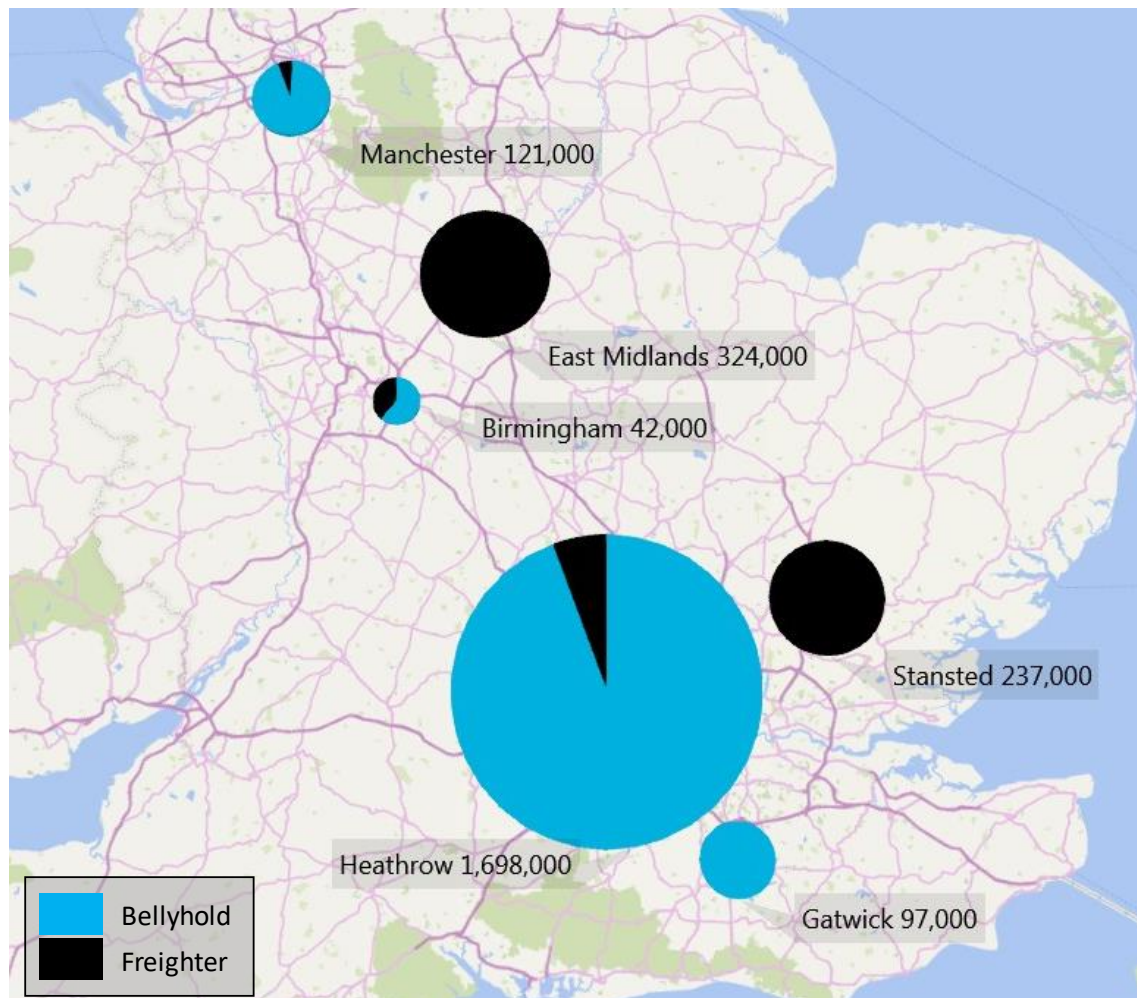 Manchester 121,000
East Midlands 324,000
Birmingham 42,000
Stansted 237,000
Heathrow 1,698,000
Gatwick 97,000
Bellyhold
Freighter